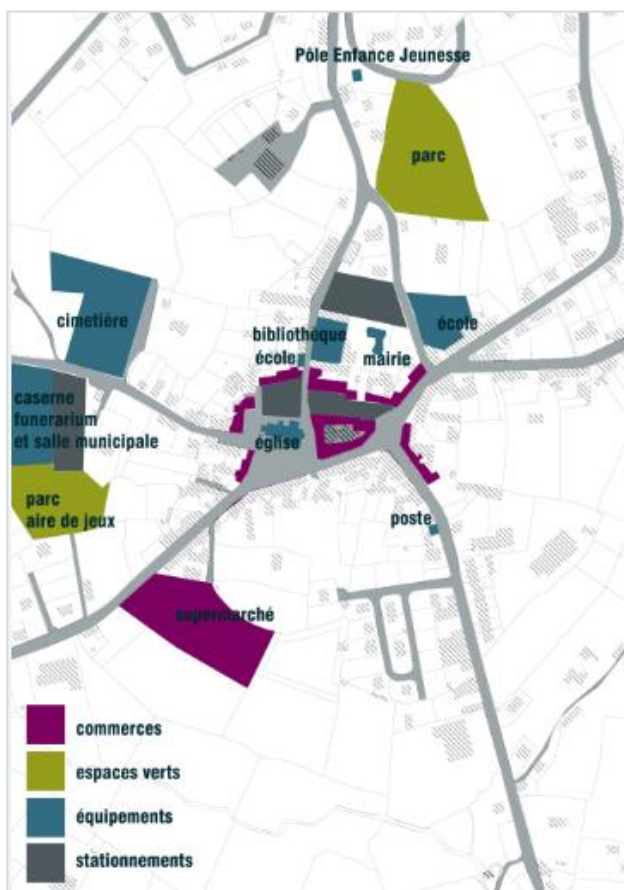 Pôle Enfance Jeunesse
parc
cimetière
bibliothèque
école
mairie
école
caserne
funerarium
et salle municipale
église
parc
aire de jeux
poste
supermarché
commerces
espaces verts
équipements
stationnements